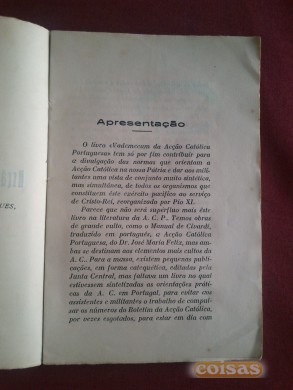 Apresentação
O livro «Vademecum da Acção Católica
Portuguesa» tem só por fim contribuir para
a divulgação das normas que orientam a
Acção Católica na nossa Pátria e dar aos mili-
tantes uma vista de conjunto muito sintético,
mas simultânea, de todos os organismos que
constituem êste exército pacífico ao serviço
de Cristo-Rei, reorganizado por Pio XI.
Parece que não será supérfluo mais êste
livro na literatura da A. C. P. Temos obras
de grande vulto, como o Manual de Civardi,
traduzido em português, e Acção Católica
Portuguesa, do Dr. José Maria Felix, mas am-
bas se destinam aos elementos mais cultos da
A. C. Para a massa, existem pequenas publi-
cações, em forma catequética, editadas pela
Junta Central, mas faltava um livro no qual
estivessem sintetizadas as orientações práti-
cas da A. C. em Portugal, para evitar aos
assistentes e militantes o trabalho de compul-
sar os números do Boletim da Acção Católica,
por vezes esgotados, para estar em dia com
UES,
coisas